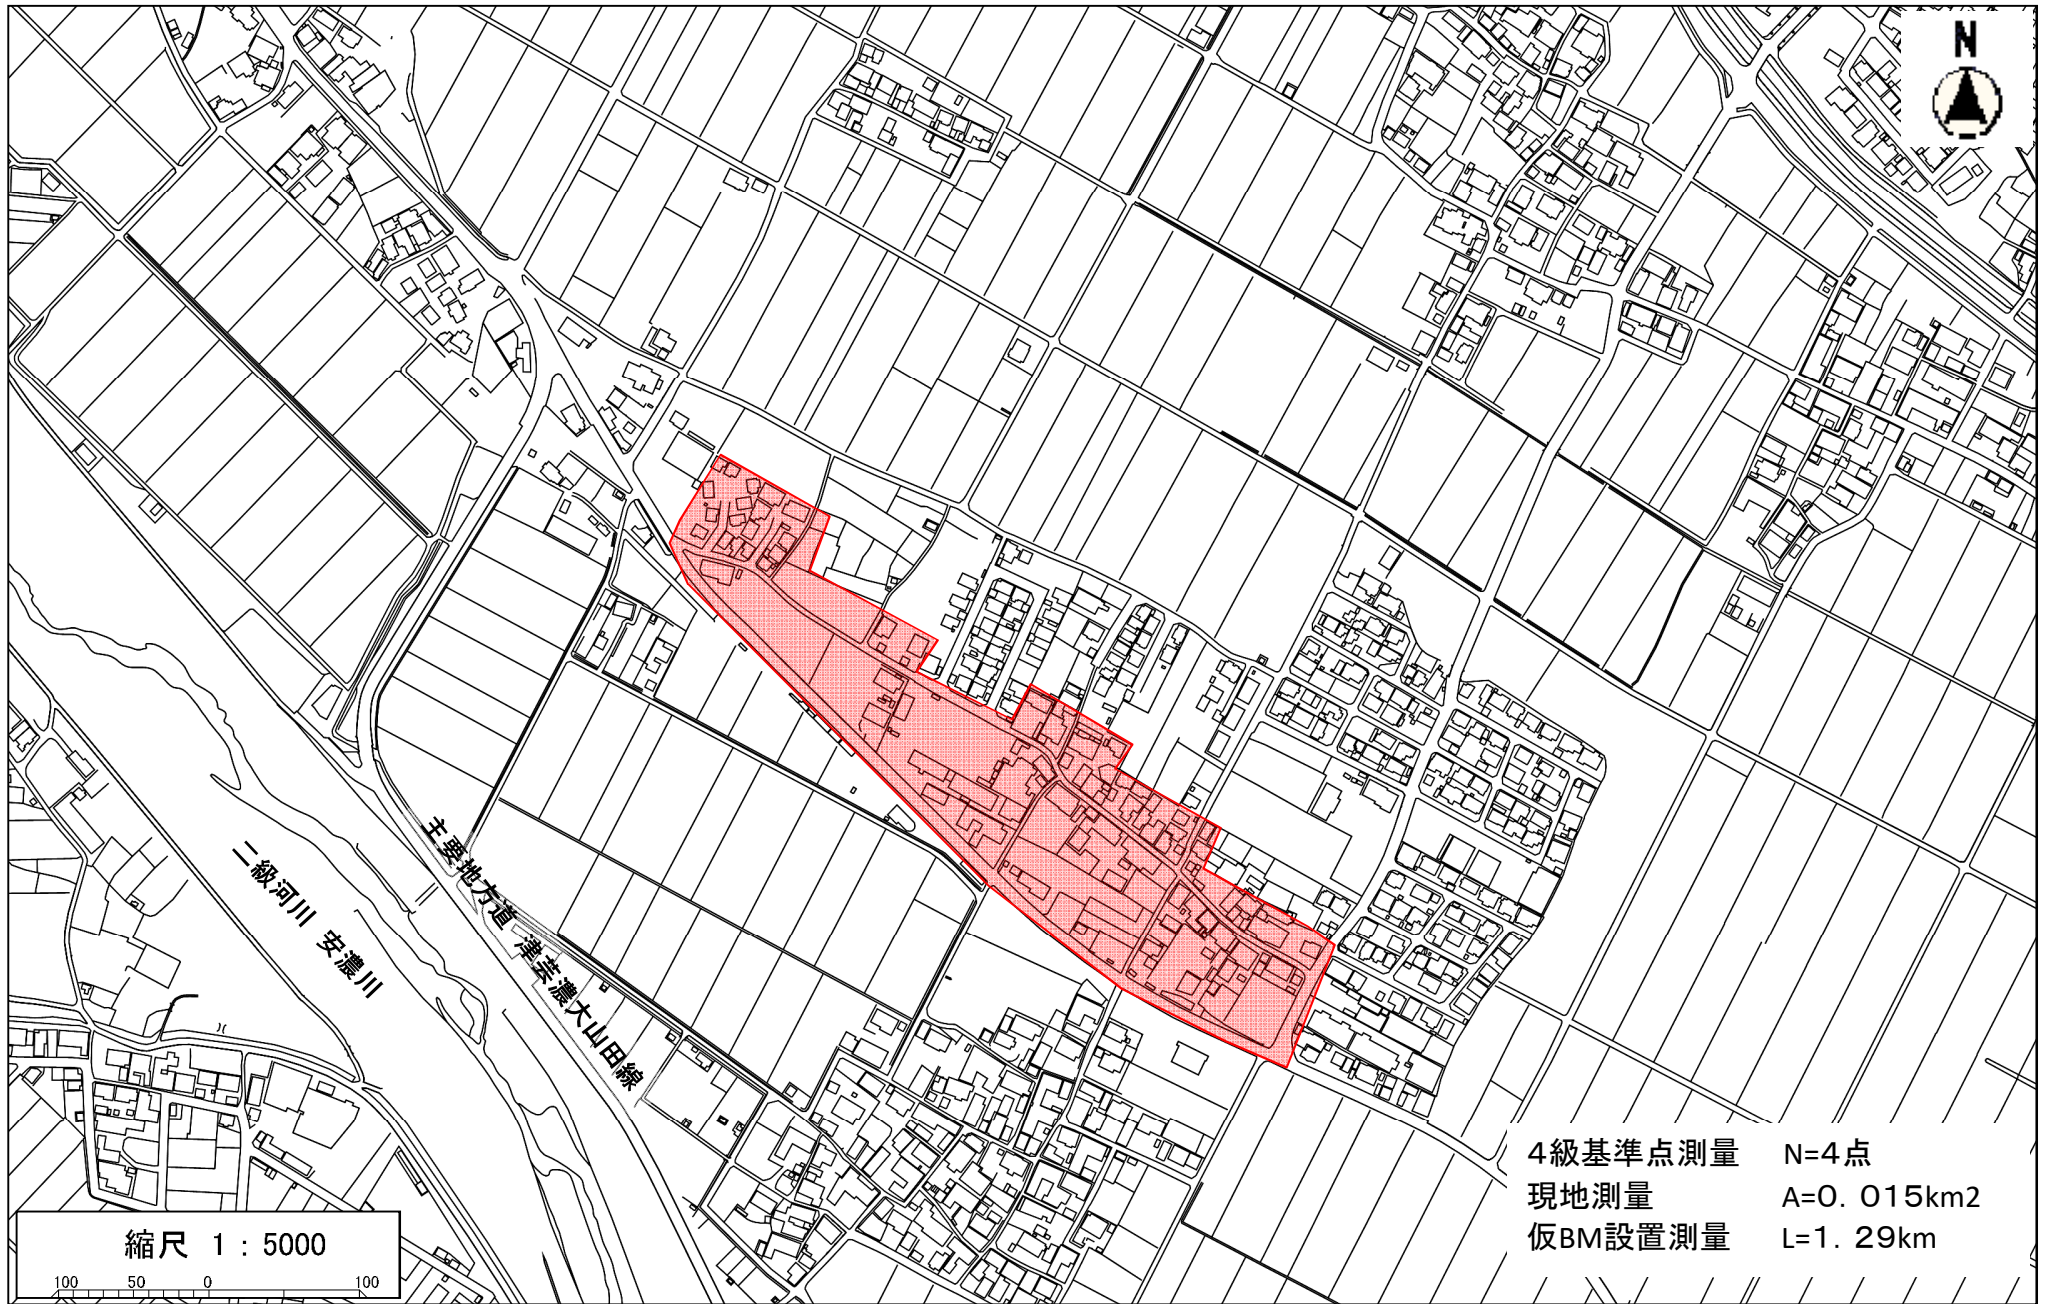 N
主要地方道 津芸濃大山田線
二級河川 安濃川
4級基準点測量 N=4点
現地測量 A=0. 015km2
仮BM設置測量 L=1. 29km
縮尺 1 : 5000
100 50 0 100